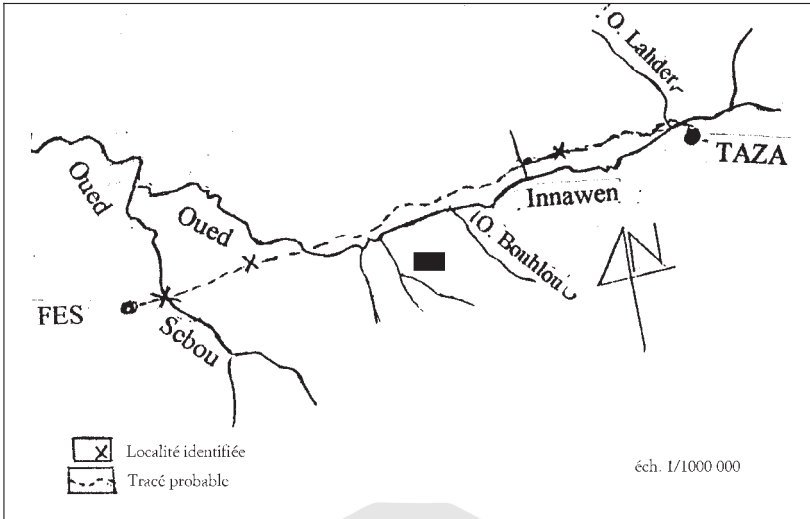 O. Lahder
TAZA
Oued
Oued
Innawen
O. Bouhlou
N
FES
Sebou
Localité identifiée
Tracé probable
éch. 1/1000 000